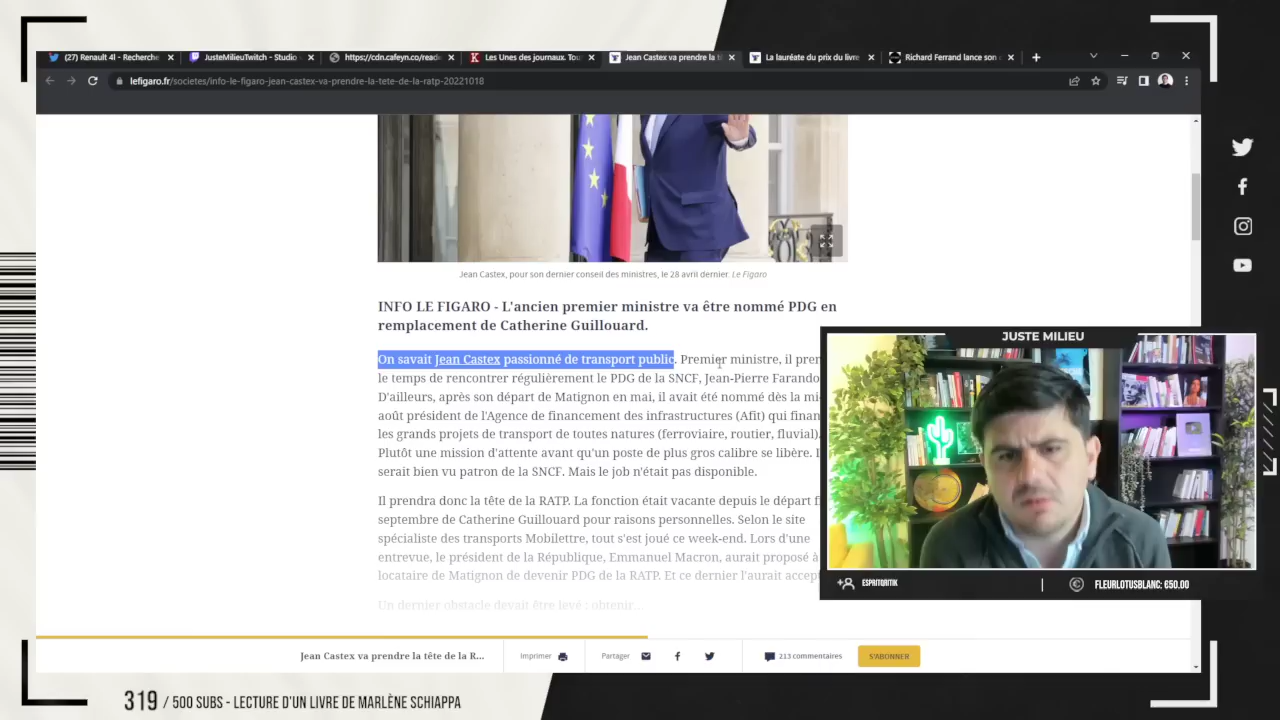 (27) Renault 4l - Recherche
JusteMilieuTwitch - Studio
https://cdn.cafeyn.co/read
Les Unes des journaux. Tou
Jean Castex va prendre la t
La lauréate du prix du livre
Richard Ferrand lance son c
lefigaro.fr/societes/info-le-figaro-jean-castex-va-prendre-la-tete-de-la-ratp-20221018
Jean Castex, pour son dernier conseil des ministres, le 28 avril dernier. Le Figaro
INFO LE FIGARO - L'ancien premier ministre va être nommé PDG en
remplacement de Catherine Guillouard.
On savait Jean Castex passionné de transport public. Premier ministre, il pren
le temps de rencontrer régulièrement le PDG de la SNCF, Jean-Pierre Farando
D'ailleurs, après son départ de Matignon en mai, il avait été nommé dès la mi-
août président de l'Agence de financement des infrastructures (Afit) qui finan
les grands projets de transport de toutes natures (ferroviaire, routier, fluvial).
Plutôt une mission d'attente avant qu'un poste de plus gros calibre se libère.
serait bien vu patron de la SNCF. Mais le job n'était pas disponible.
Il prendra donc la tête de la RATP. La fonction était vacante depuis le départ f
septembre de Catherine Guillouard pour raisons personnelles. Selon le site
spécialiste des transports Mobilettre, tout s'est joué ce week-end. Lors d'une
entrevue, le président de la République, Emmanuel Macron, aurait proposé à
locataire de Matignon de devenir PDG de la RATP. Et ce dernier l'aurait accept
Un dernier obstacle devait être levé : obtenir...
JUSTE MILIEU
ESPRITQRITIK
FLEURLOTUSBLANC: €50.00
Jean Castex va prendre la tête de la R...
Imprimer
Partager
213 commentaires
S'ABONNER
319 / 500 SUBS - LECTURE D'UN LIVRE DE MARLÈNE SCHIAPPA